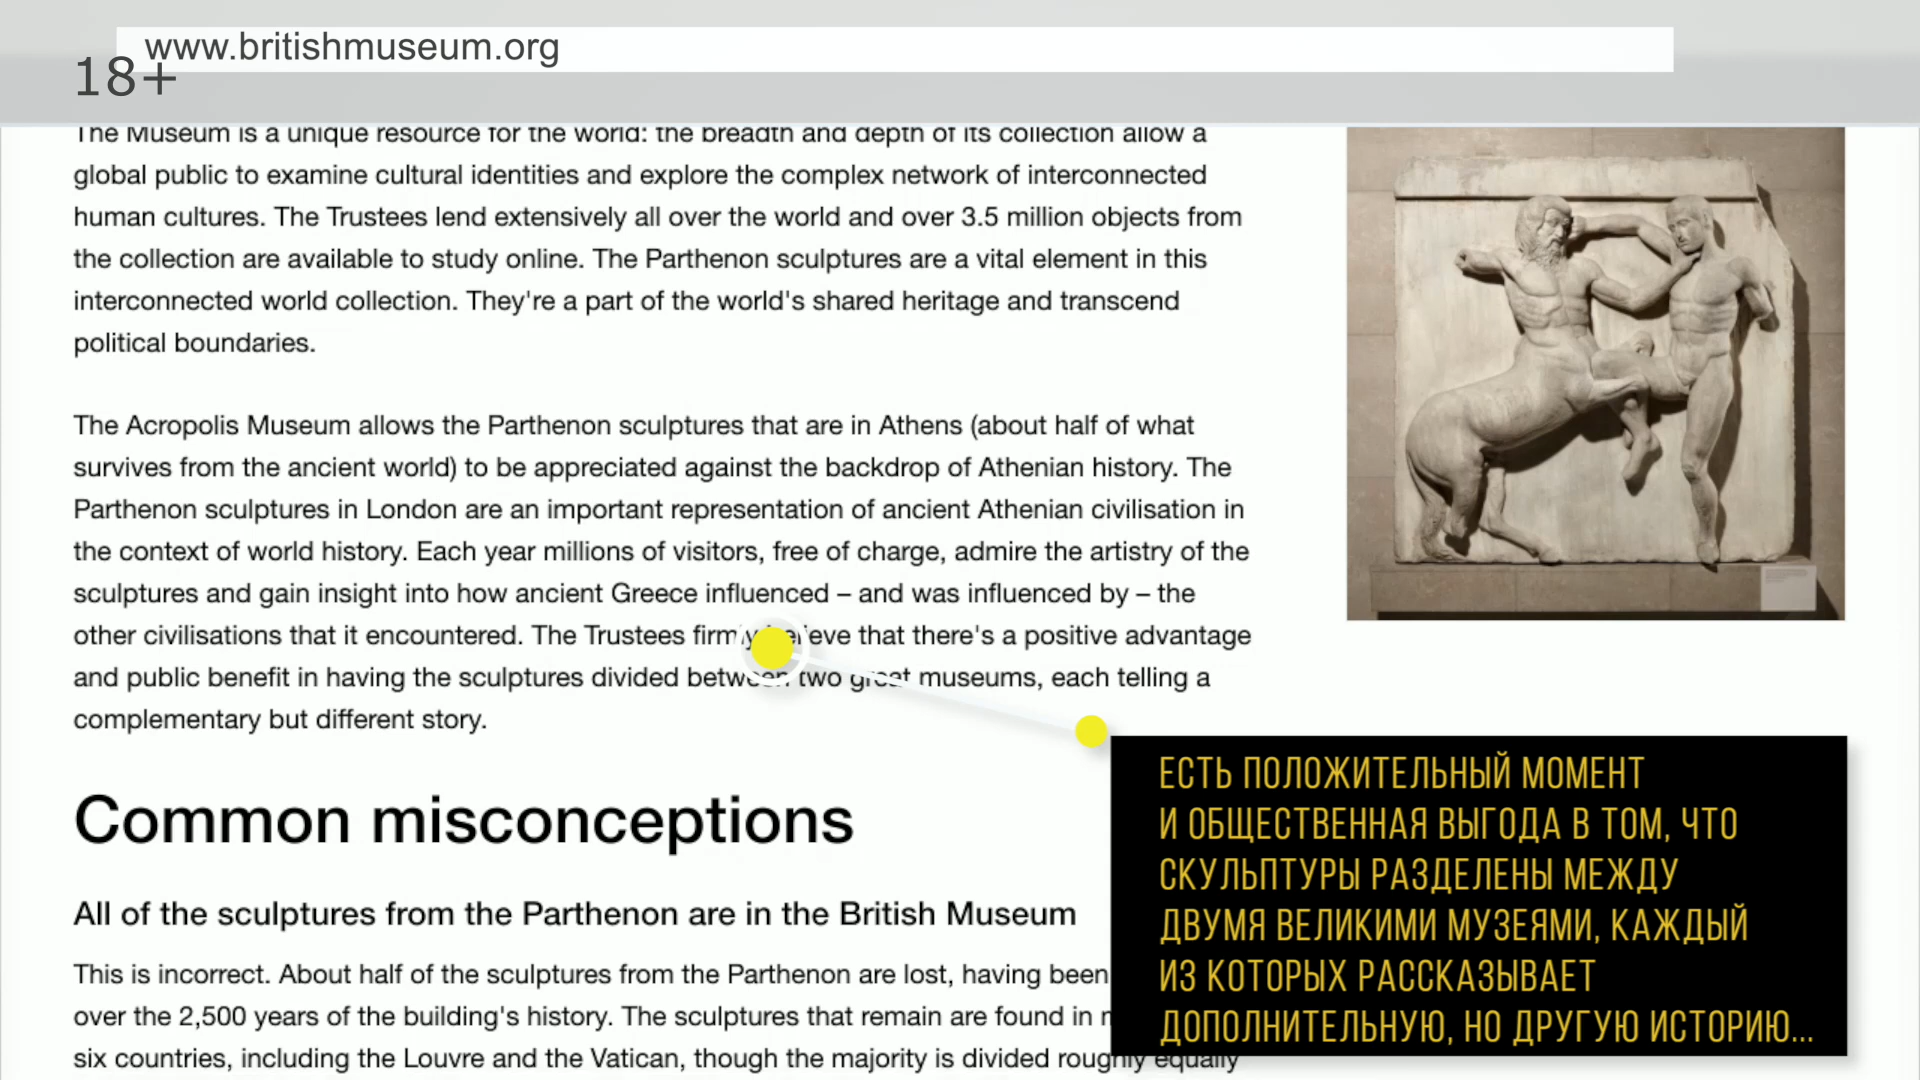 www.britishmuseum.org
18+
The Museum is a unique resource for the world: the breadth and depth of its collection allow a
global public to examine cultural identities and explore the complex network of interconnected
human cultures. The Trustees lend extensively all over the world and over 3.5 million objects from
the collection are available to study online. The Parthenon sculptures are a vital element in this
interconnected world collection. They're a part of the world's shared heritage and transcend
political boundaries.
The Acropolis Museum allows the Parthenon sculptures that are in Athens (about half of what
survives from the ancient world) to be appreciated against the backdrop of Athenian history. The
Parthenon sculptures in London are an important representation of ancient Athenian civilisation in
the context of world history. Each year millions of visitors, free of charge, admire the artistry of the
sculptures and gain insight into how ancient Greece influenced – and was influenced by – the
other civilisations that it encountered. The Trustees firmly believe that there's a positive advantage
and public benefit in having the sculptures divided between two great museums, each telling a
complementary but different story.
Common misconceptions
All of the sculptures from the Parthenon are in the British Museum
This is incorrect. About half of the sculptures from the Parthenon are lost, having been
over the 2,500 years of the building's history. The sculptures that remain are found in
six countries, including the Louvre and the Vatican, though the majority is divided roughly equally
ЕСТЬ ПОЛОЖИТЕЛЬНЫЙ МОМЕНТ
И ОБЩЕСТВЕННАЯ ВЫГОДА В ТОМ, ЧТО
СКУЛЬПТУРЫ РАЗДЕЛЕНЫ МЕЖДУ
ДВУМЯ ВЕЛИКИМИ МУЗЕЯМИ, КАЖДЫЙ
ИЗ КОТОРЫХ РАССКАЗЫВАЕТ
ДОПОЛНИТЕЛЬНУЮ, НО ДРУГУЮ ИСТОРИЮ...